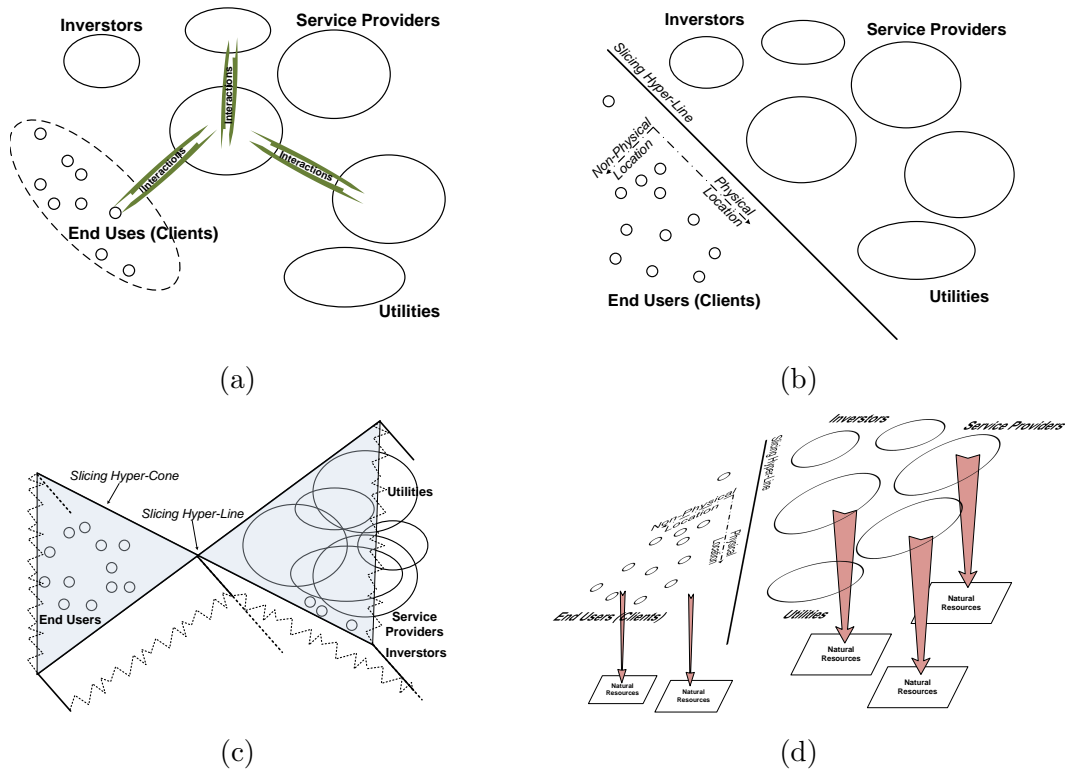 Inverstors
Service Providers
Interactions
Interactions
Interactions
End Uses (Clients)
Utilities
(a)
Inverstors
Service Providers
Slicing Hyper-Line
Non-Physical
Location
Physical
Location
End Users (Clients)
Utilities
(b)
Slicing Hyper-Cone
Slicing Hyper-Line
Utilities
End Users
Service
Providers
Inverstors
(c)
Inverstors
Service Providers
Slicing Hyper-Line
Non-Physical
Location
Physical
Location
End Users (Clients)
Utilities
Natural
Resources
Natural
Resources
Natural
Resources
Natural
Resources
Natural
Resources
(d)